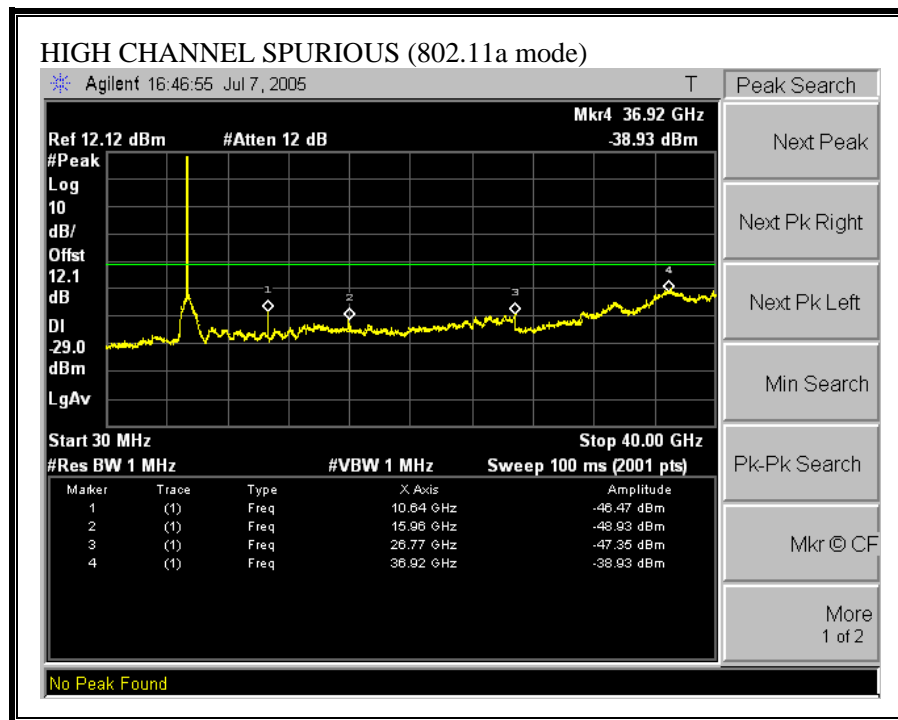 HIGH CHANNEL SPURIOUS (802.11a mode)
Agilent 16:46:55 Jul 7, 2005 T
Peak Search
Mkr4 36.92 GHz
Ref 12.12 dBm #Atten 12 dB -38.93 dBm
#Peak
Log
10
dB/
Offst
12.1
dB
DI
-29.0
dBm
LgAv
1
2
3
4
Start 30 MHz Stop 40.00 GHz
#Res BW 1 MHz #VBW 1 MHz Sweep 100 ms (2001 pts)
Marker Trace Type X Axis Amplitude
1 (1) Freq 10.64 GHz -46.47 dBm
2 (1) Freq 15.96 GHz -48.93 dBm
3 (1) Freq 26.77 GHz -47.35 dBm
4 (1) Freq 36.92 GHz -38.93 dBm
Next Peak
Next Pk Right
Next Pk Left
Min Search
Pk-Pk Search
Mkr © CF
More
1 of 2
No Peak Found